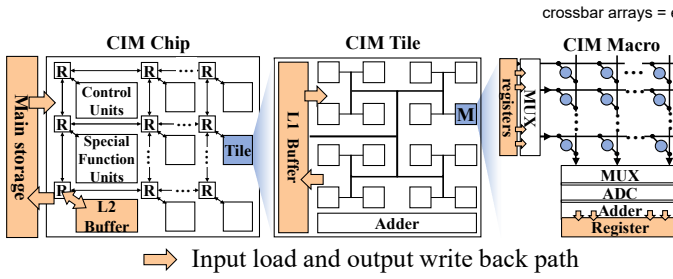 crossbar arrays = e
CIM Chip
CIM Tile
CIM Macro
Main storage
R
R
R
Control
Units
R
R
R
Special
Function
Units
Tile
R
R
R
L2
Buffer
L1 Buffer
M
Adder
registers
MUX
MUX
ADC
Adder
Register
Input load and output write back path